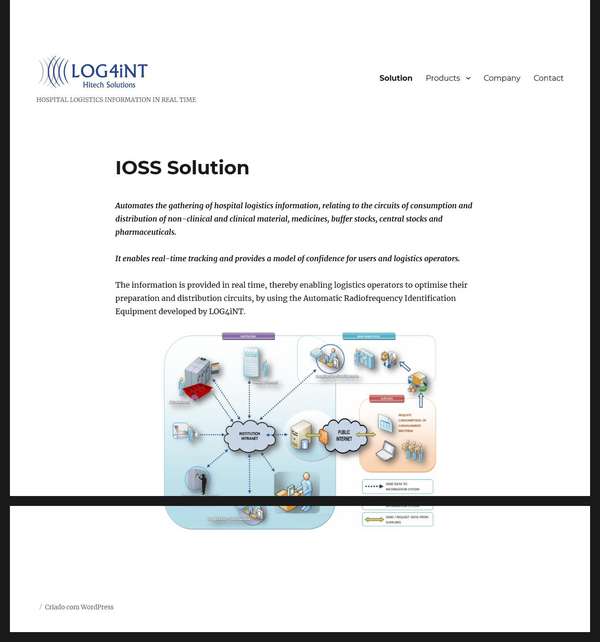 LOG4iNT
Hitech Solutions
HOSPITAL LOGISTICS INFORMATION IN REAL TIME
Solution
Products
Company
Contact
IOSS Solution
Automates the gathering of hospital logistics information, relating to the circuits of consumption and
distribution of non-clinical and clinical material, medicines, buffer stocks, central stocks and
pharmaceuticals.
It enables real-time tracking and provides a model of confidence for users and logistics operators.
The information is provided in real time, thereby enabling logistics operators to optimise their
preparation and distribution circuits, by using the Automatic Radiofrequency Identification
Equipment developed by LOG4iNT.
INSTITUTION
INTRANET
PUBLIC
INTERNET
/ Criado com WordPress